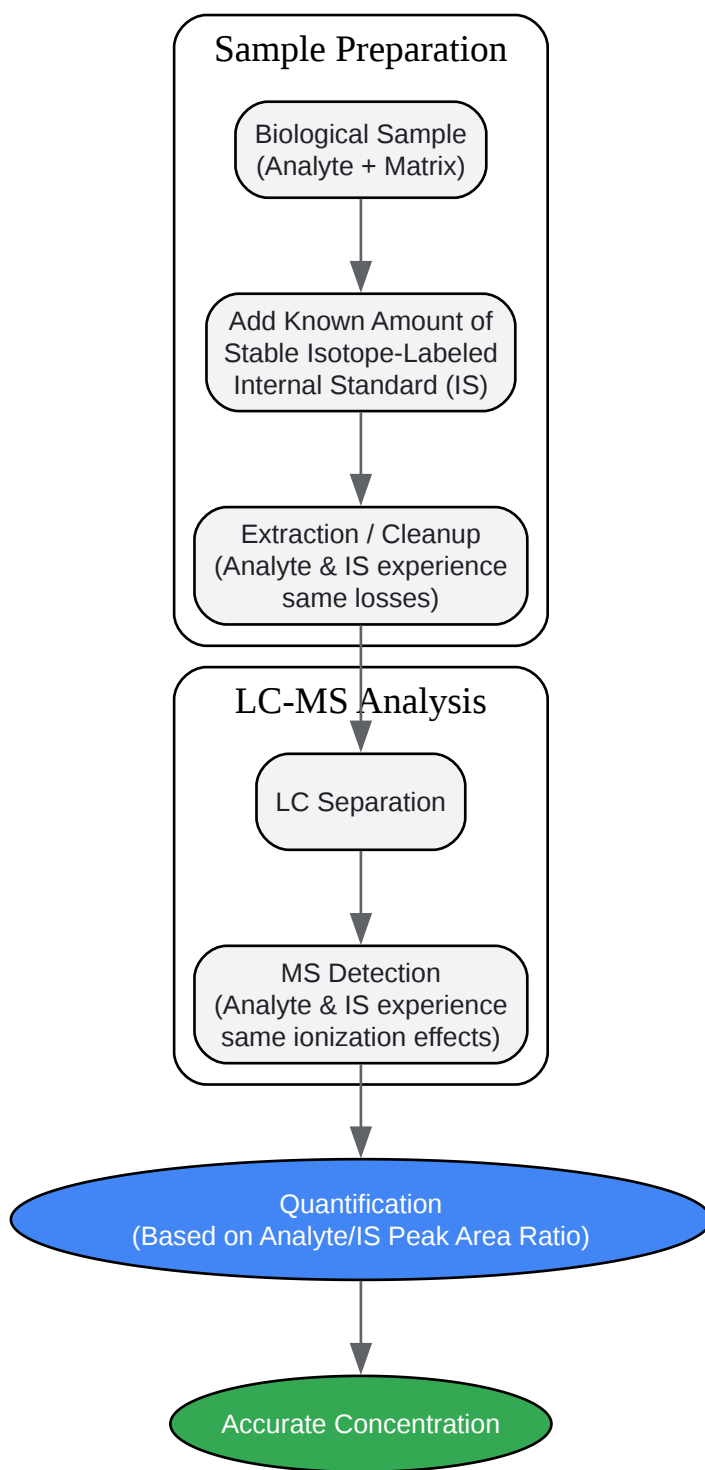 Sample Preparation
Biological Sample
(Analyte + Matrix)
Add Known Amount of
Stable Isotope-Labeled
Internal Standard (IS)
Extraction / Cleanup
(Analyte & IS experience
same losses)
LC-MS Analysis
LC Separation
MS Detection
(Analyte & IS experience
same ionization effects)
Quantification
(Based on Analyte/IS Peak Area Ratio)
Accurate Concentration